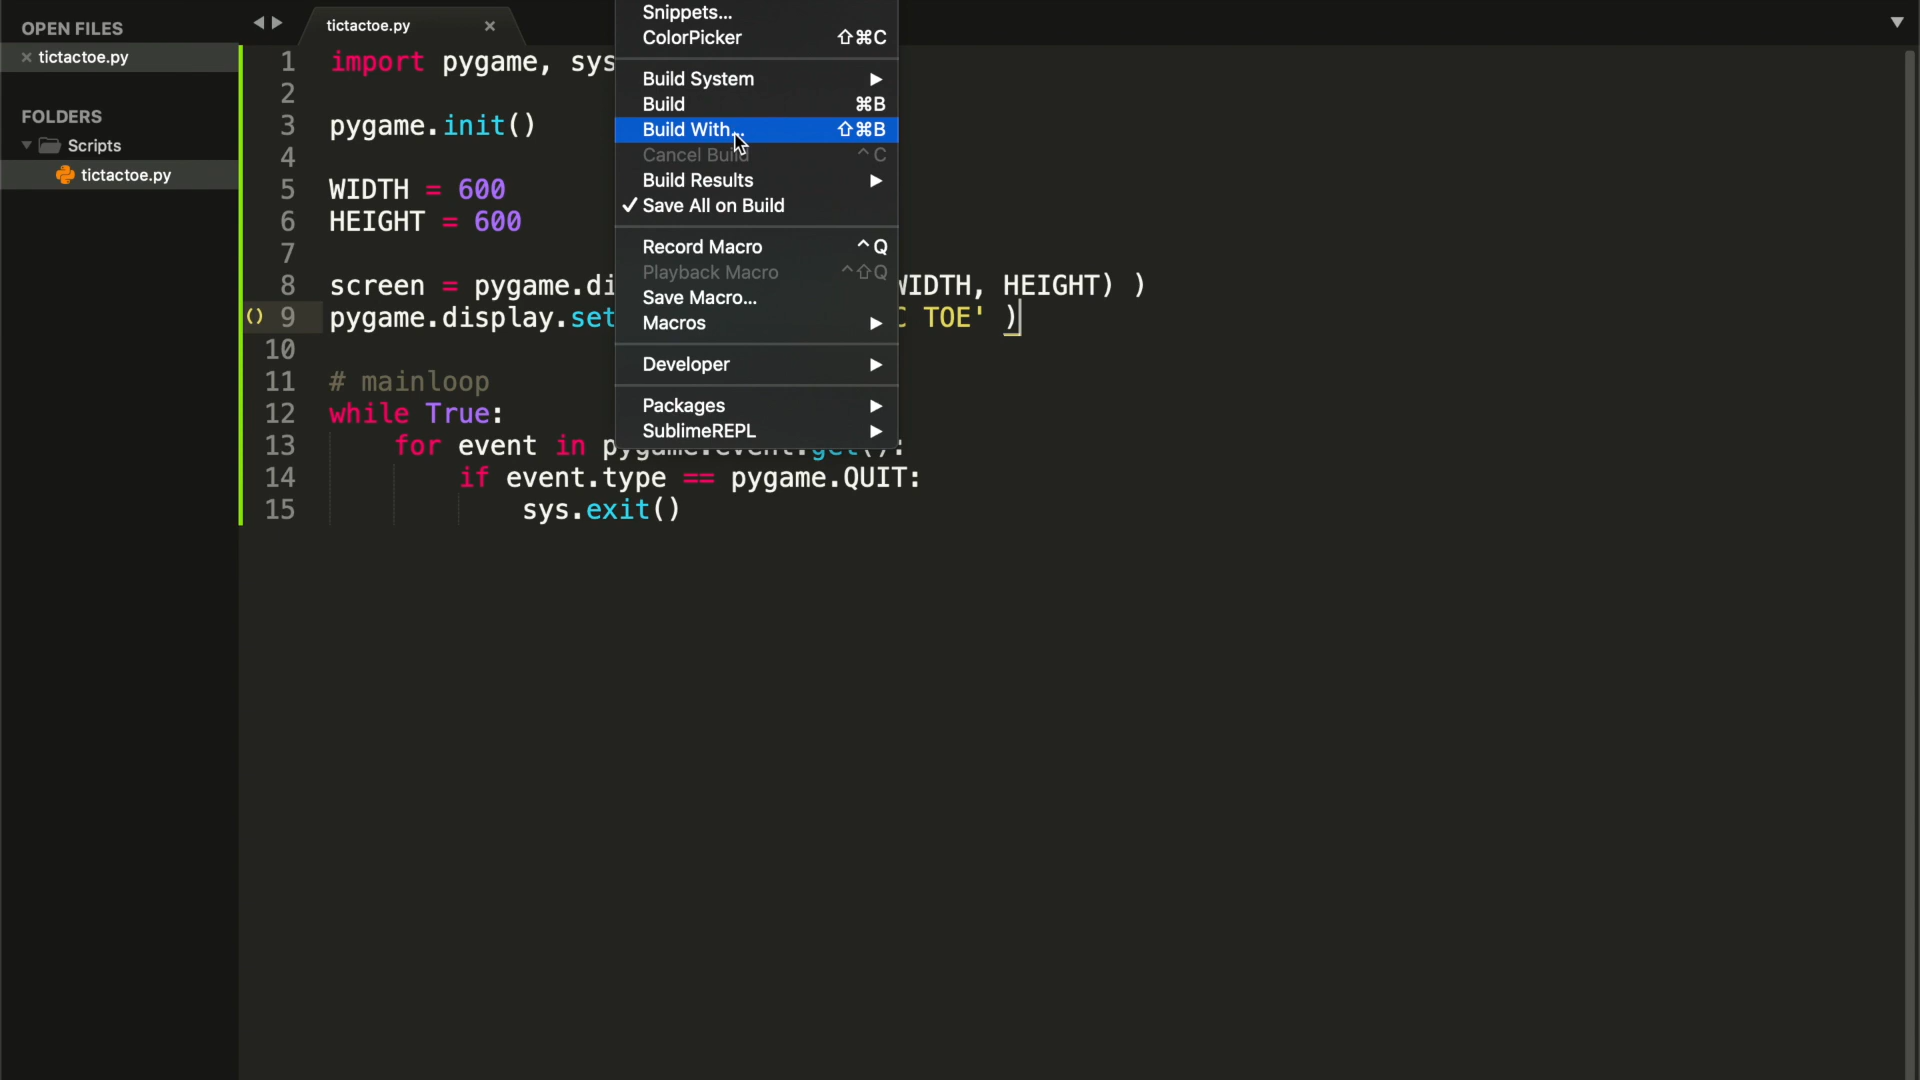 OPEN FILES
× tictactoe.py
FOLDERS
Scripts
tictactoe.py
tictactoe.py ×
1 import pygame, sys
2
3 pygame.init()
4
5 WIDTH = 600
6 HEIGHT = 600
7
8 screen = pygame.di WIDTH, HEIGHT) )
() 9 pygame.display.set TOE' )
10
11 # mainloop
12 while True:
13 for event in pygame.event.get():
14 if event.type == pygame.QUIT:
15 sys.exit()
Snippets...
ColorPicker ⇧⌘C
Build System ▶
Build ⌘B
Build With... ⇧⌘B
Cancel Build ^C
Build Results ▶
✓ Save All on Build
Record Macro ^Q
Playback Macro ^⇧Q
Save Macro...
Macros ▶
Developer ▶
Packages ▶
SublimeREPL ▶